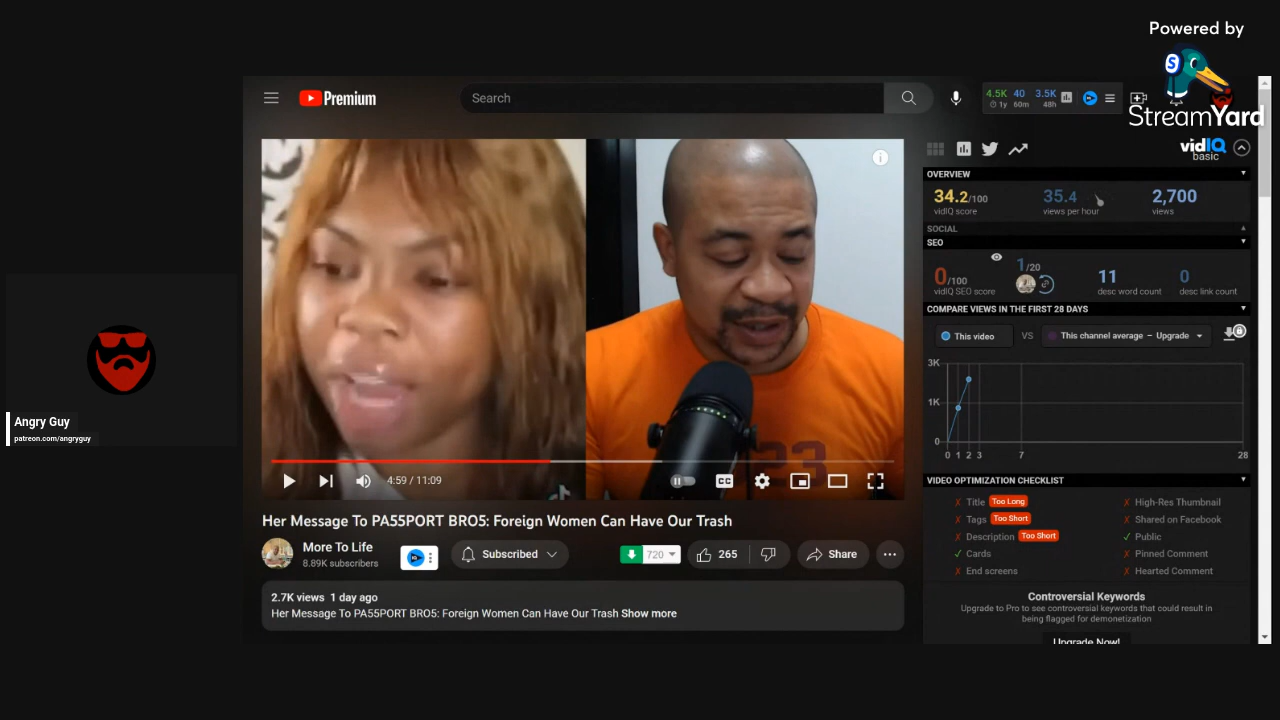 Powered by
StreamYard
Premium
Search
4.5K 40 3.5K
1y 60m 48h
vidIQ
basic
OVERVIEW
34.2/100 35.4 2,700
vidIQ score views per hour views
SOCIAL
SEO
0/100 1/20 11 0
vidIQ SEO score desc word count desc link count
COMPARE VIEWS IN THE FIRST 28 DAYS
This video VS This channel average – Upgrade
3K
1K
0
0 1 2 3 7 28
23
4:59 / 11:09
CC
Angry Guy
patreon.com/angryguy
VIDEO OPTIMIZATION CHECKLIST
Title Too Long High-Res Thumbnail
Tags Too Short Shared on Facebook
Description Too Short Public
Cards Pinned Comment
End screens Hearted Comment
Her Message To PA55PORT BRO5: Foreign Women Can Have Our Trash
More To Life
8.89K subscribers
Subscribed
720
265
Share
2.7K views 1 day ago
Her Message To PA55PORT BRO5: Foreign Women Can Have Our Trash Show more
Controversial Keywords
Upgrade to Pro to see controversial keywords that could result in
being flagged for demonetization
Upgrade Now!